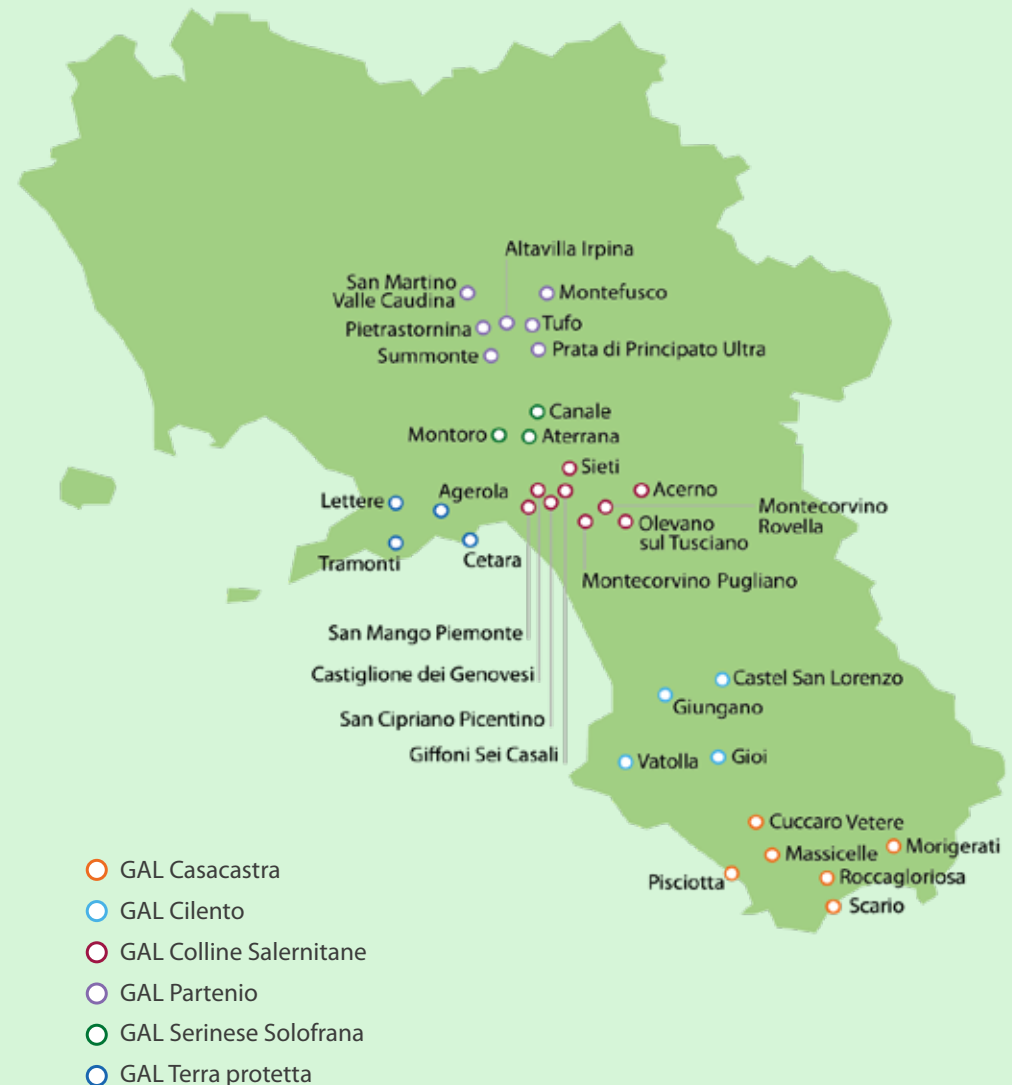 Altavilla Irpina
San Martino
Valle Caudina
Montefusco
Pietrastornina
Tufo
Summonte
Prata di Principato Ultra
Canale
Montoro
Aterrana
Sieti
Lettere
Agerola
Acerno
Montecorvino
Rovella
Olevano
sul Tusciano
Tramonti
Cetara
Montecorvino Pugliano
San Mango Piemonte
Castiglione dei Genovesi
San Cipriano Picentino
Giffoni Sei Casali
Castel San Lorenzo
Giungano
Vatolla
Gioi
Cuccaro Vetere
Massicelle
Morigerati
Pisciotta
Roccagloriosa
Scario
GAL Casacastra
GAL Cilento
GAL Colline Salernitane
GAL Partenio
GAL Serinese Solofrana
GAL Terra protetta